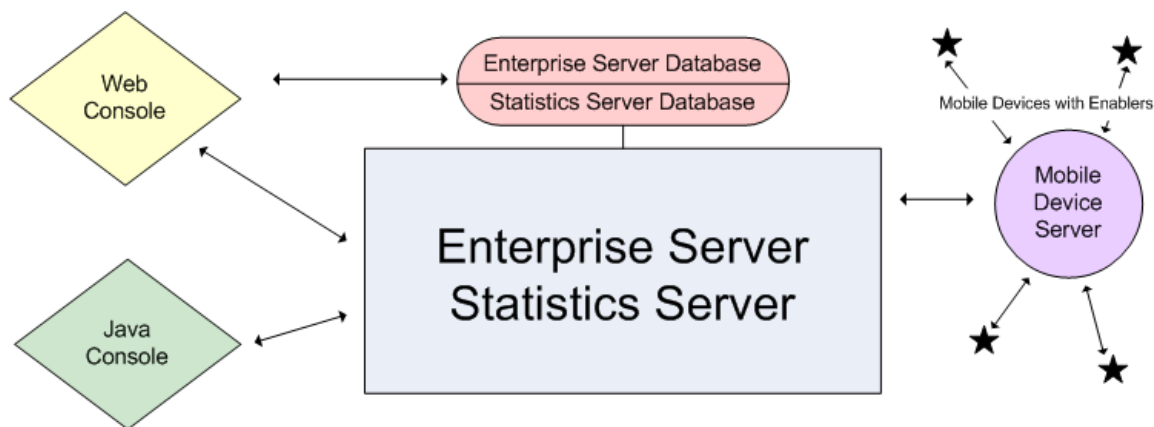 Web
Console
Enterprise Server Database
Statistics Server Database
Mobile Devices with Enablers
Mobile
Device
Server
Enterprise Server
Statistics Server
Java
Console